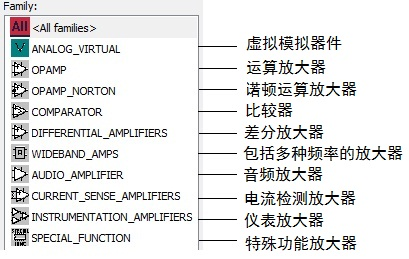 Family:
All <All families>
ANALOG_VIRTUAL 虚拟模拟器件
OPAMP 运算放大器
OPAMP_NORTON 诺顿运算放大器
COMPARATOR 比较器
DIFFERENTIAL_AMPLIFIERS 差分放大器
WIDEBAND_AMPS 包括多种频率的放大器
AUDIO_AMPLIFIER 音频放大器
CURRENT_SENSE_AMPLIFIERS 电流检测放大器
INSTRUMENTATION_AMPLIFIERS 仪表放大器
SPECIAL_FUNCTION 特殊功能放大器